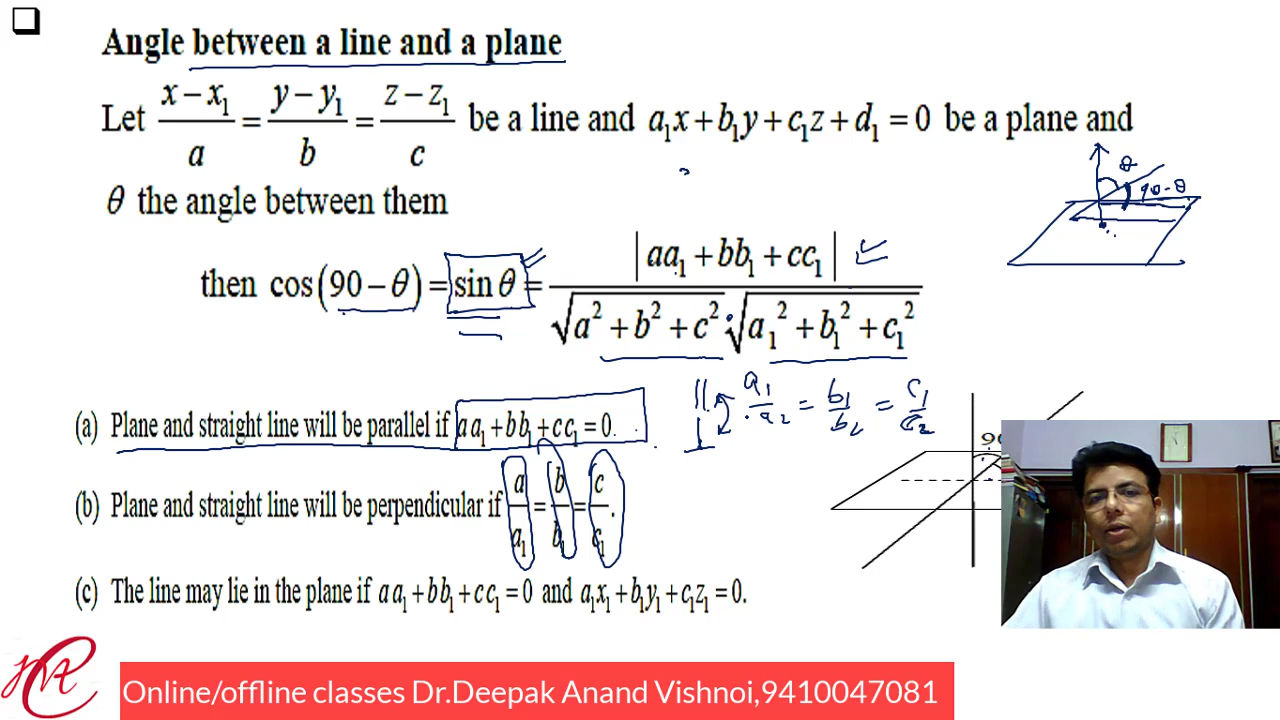 Angle between a line and a plane
Let (x − x₁)/a = (y − y₁)/b = (z − z₁)/c be a line and a₁x + b₁y + c₁z + d₁ = 0 be a plane and
θ
90-θ
θ the angle between them
then cos(90 − θ) = sin θ = |aa₁ + bb₁ + cc₁| / √(a² + b² + c²) · √(a₁² + b₁² + c₁²)
(a) Plane and straight line will be parallel if aa₁ + bb₁ + cc₁ = 0.
|| a₁/a₂ = b₁/b₂ = c₁/c₂
⊥
(b) Plane and straight line will be perpendicular if a/a₁ = b/b₁ = c/c₁.
(c) The line may lie in the plane if aa₁ + bb₁ + cc₁ = 0 and a₁x₁ + b₁y₁ + c₁z₁ = 0.
Online/offline classes Dr.Deepak Anand Vishnoi,9410047081